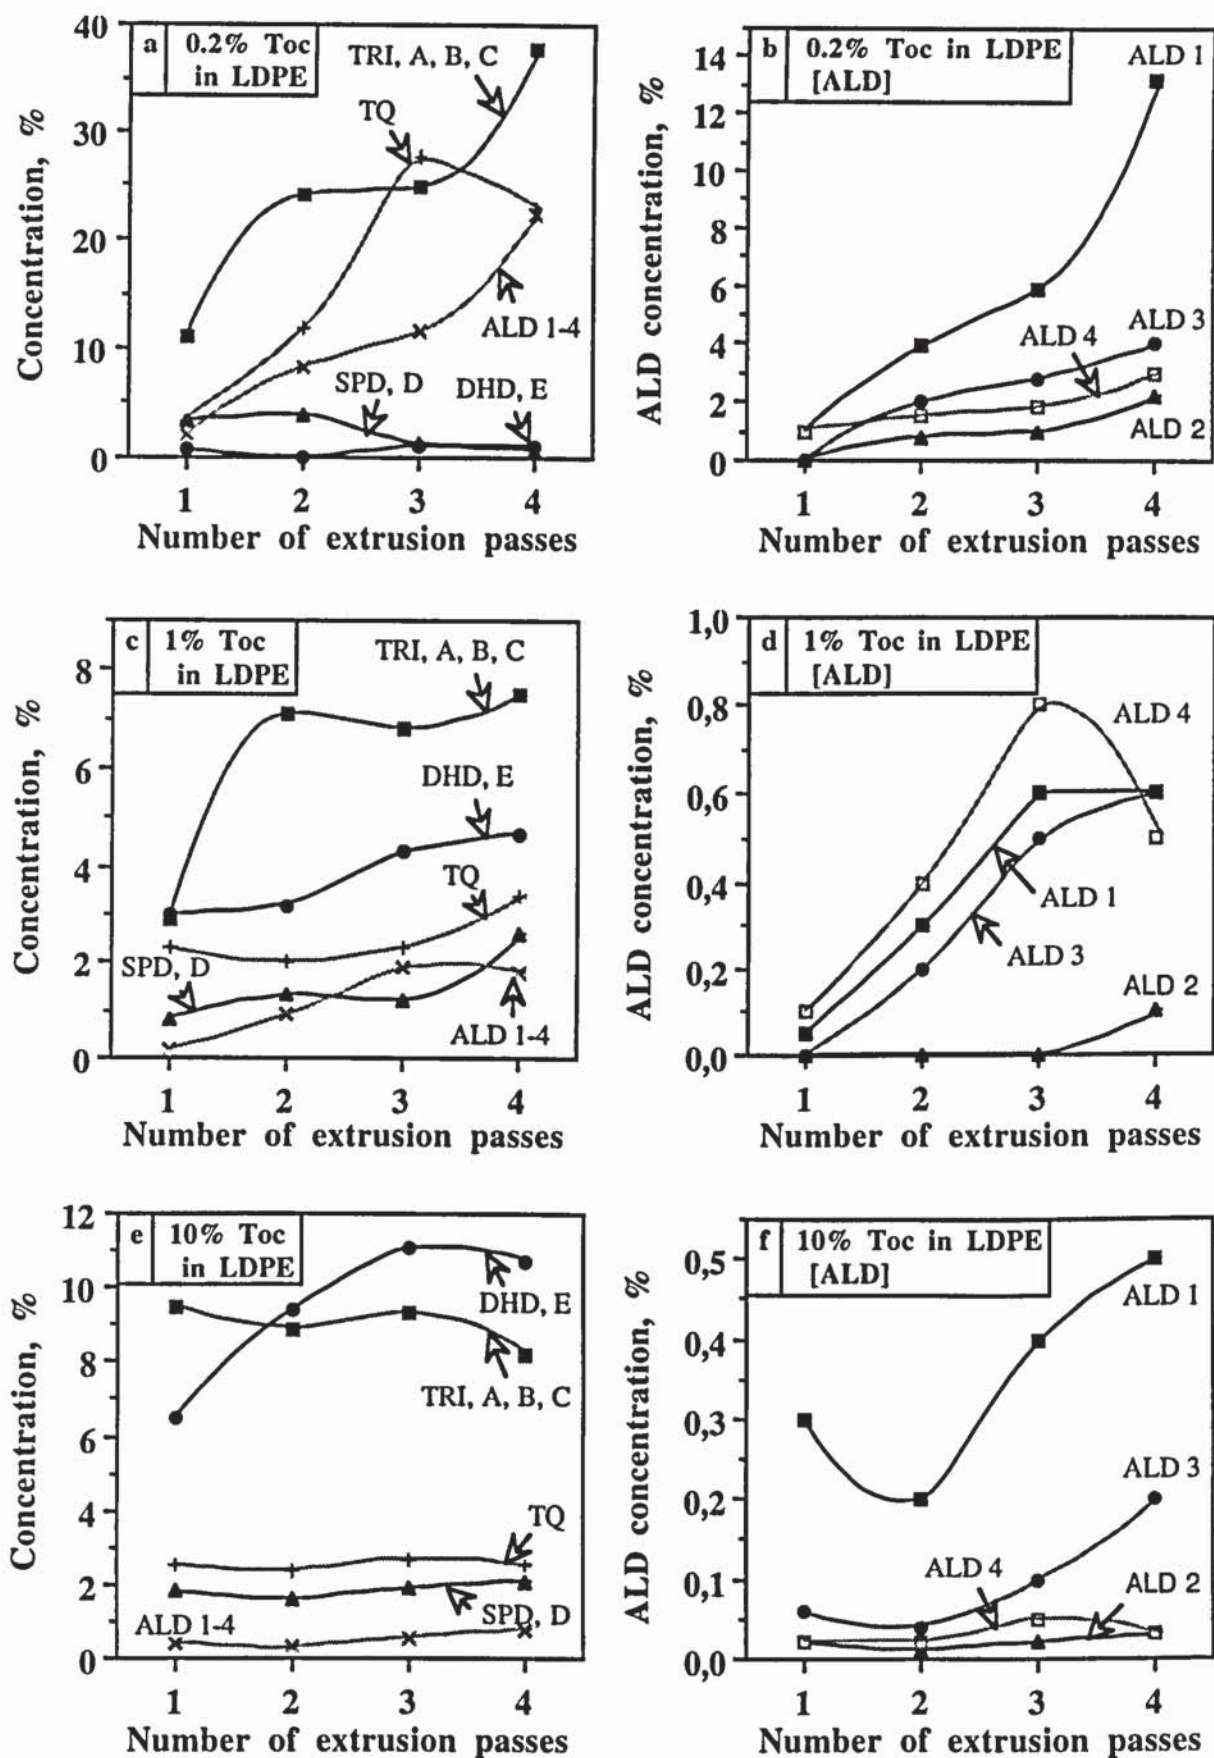 a 0.2% Toc
in LDPE
TRI, A, B, C
TQ
ALD 1-4
SPD, D
DHD, E
Concentration, %
40
30
20
10
0
1 2 3 4
Number of extrusion passes
b 0.2% Toc in LDPE
[ALD]
ALD 1
ALD 3
ALD 4
ALD 2
ALD concentration, %
14
12
10
8
6
4
2
0
1 2 3 4
Number of extrusion passes
c 1% Toc
in LDPE
TRI, A, B, C
DHD, E
TQ
SPD, D
ALD 1-4
Concentration, %
8
6
4
2
0
1 2 3 4
Number of extrusion passes
d 1% Toc in LDPE
[ALD]
ALD 4
ALD 1
ALD 3
ALD 2
ALD concentration, %
1,0
0,8
0,6
0,4
0,2
0,0
1 2 3 4
Number of extrusion passes
e 10% Toc
in LDPE
DHD, E
TRI, A, B, C
TQ
SPD, D
ALD 1-4
Concentration, %
12
10
8
6
4
2
0
1 2 3 4
Number of extrusion passes
f 10% Toc in LDPE
[ALD]
ALD 1
ALD 3
ALD 4
ALD 2
ALD concentration, %
0,5
0,4
0,3
0,2
0,1
0,0
1 2 3 4
Number of extrusion passes